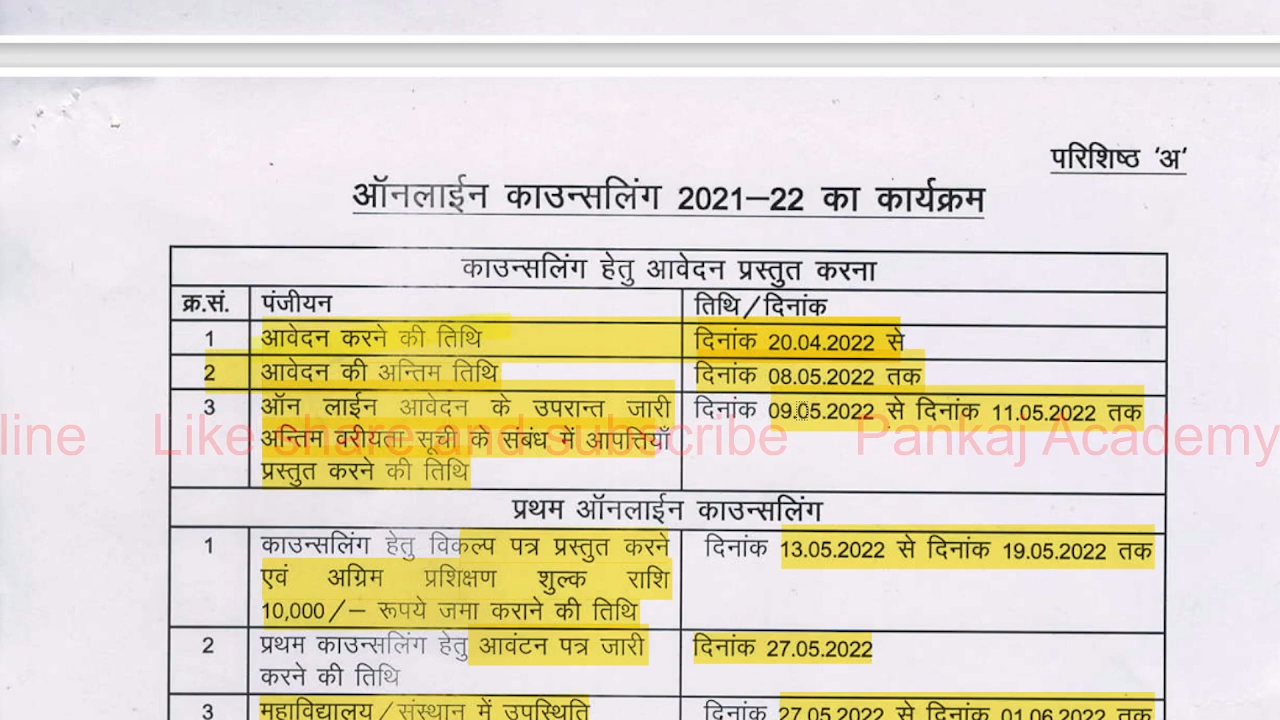 परिशिष्ठ ‘अ’
ऑनलाईन काउन्सलिंग 2021–22 का कार्यक्रम
काउन्सलिंग हेतु आवेदन प्रस्तुत करना
क्र.सं. पंजीयन तिथि/दिनांक
1 आवेदन करने की तिथि दिनांक 20.04.2022 से
2 आवेदन की अन्तिम तिथि दिनांक 08.05.2022 तक
3 ऑन लाईन आवेदन के उपरान्त जारी दिनांक 09.05.2022 से दिनांक 11.05.2022 तक
line Like share and subscribe Pankaj Academy
अन्तिम वरीयता सूची के संबंध में आपत्तियाँ
प्रस्तुत करने की तिथि
प्रथम ऑनलाईन काउन्सलिंग
1 काउन्सलिंग हेतु विकल्प पत्र प्रस्तुत करने दिनांक 13.05.2022 से दिनांक 19.05.2022 तक
एवं अग्रिम प्रशिक्षण शुल्क राशि
10,000/– रूपये जमा कराने की तिथि
2 प्रथम काउन्सलिंग हेतु आवंटन पत्र जारी दिनांक 27.05.2022
करने की तिथि
3 महाविद्यालय/संस्थान में उपस्थिति दिनांक 27.05.2022 से दिनांक 01.06.2022 तक